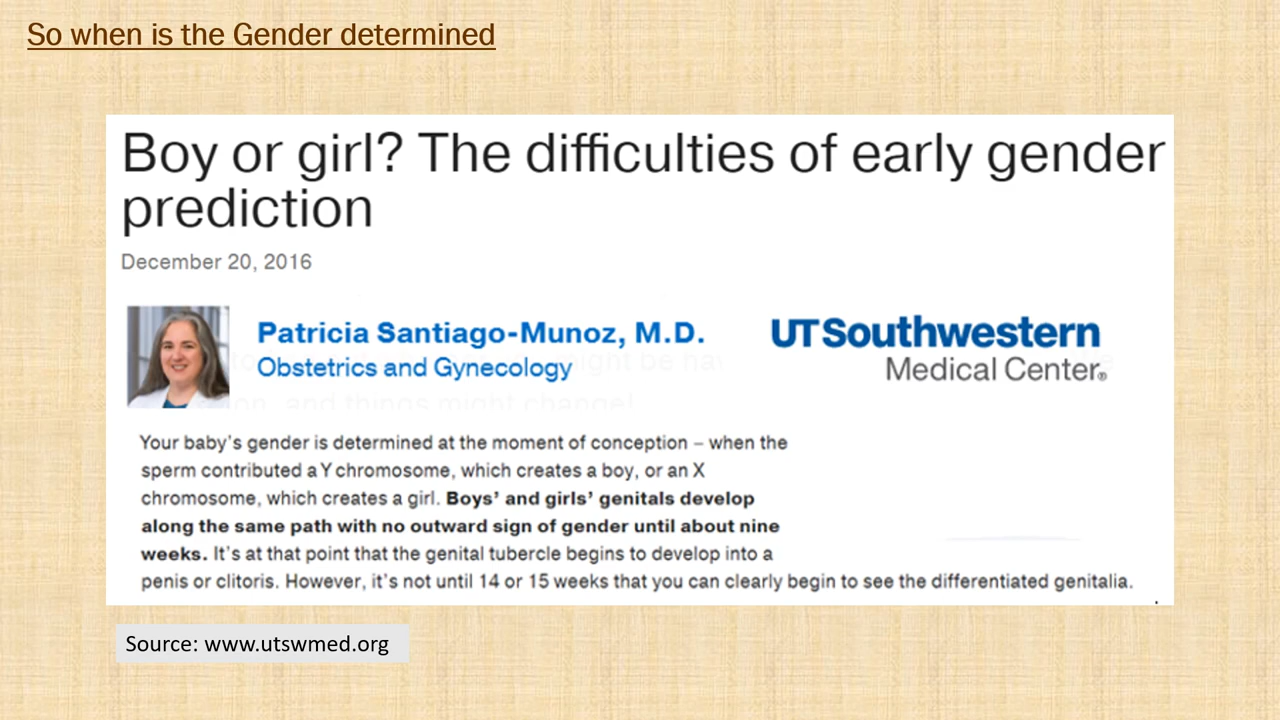 So when is the Gender determined
Boy or girl? The difficulties of early gender
prediction
December 20, 2016
Patricia Santiago-Munoz, M.D.
Obstetrics and Gynecology
UT Southwestern
Medical Center®
Your baby's gender is determined at the moment of conception – when the
sperm contributed a Y chromosome, which creates a boy, or an X
chromosome, which creates a girl. Boys' and girls' genitals develop
along the same path with no outward sign of gender until about nine
weeks. It's at that point that the genital tubercle begins to develop into a
penis or clitoris. However, it's not until 14 or 15 weeks that you can clearly begin to see the differentiated genitalia.
Source: www.utswmed.org